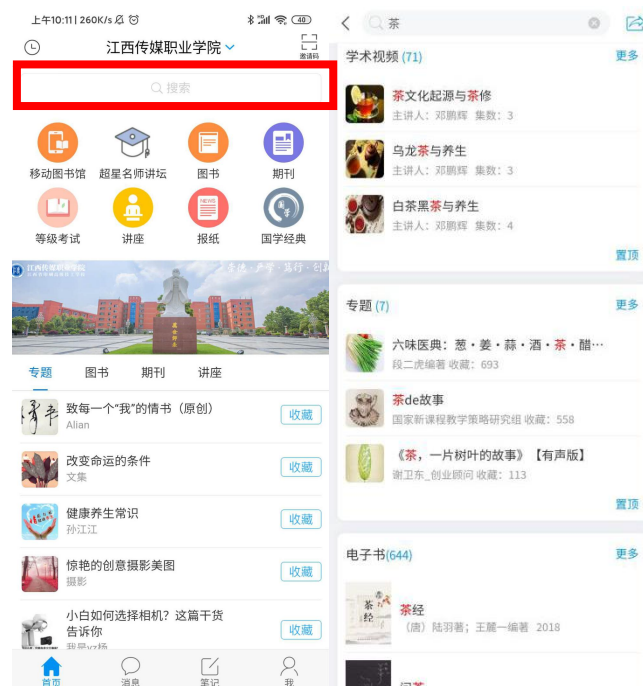 上午10:11 | 260K/s
40
江西传媒职业学院
邀请码
搜索
移动图书馆
超星名师讲坛
图书
期刊
等级考试
讲座
NEWS
报纸
国学
国学经典
江西传媒职业学院
专题
图书
期刊
讲座
致每一个“我”的情书（原创）
Alian
收藏
改变命运的条件
文集
收藏
健康养生常识
孙江江
收藏
惊艳的创意摄影美图
摄影
收藏
小白如何选择相机？这篇干货
告诉你
收藏
首页
消息
笔记
我
茶
学术视频 (71)
更多
茶文化起源与茶修
主讲人：邓鹏辉 集数：3
乌龙茶与养生
主讲人：邓鹏辉 集数：3
白茶黑茶与养生
主讲人：邓鹏辉 集数：4
置顶
专题 (7)
更多
六味医典：葱·姜·蒜·酒·茶·醋…
段二虎编著 收藏：693
茶de故事
国家新课程教学策略研究组 收藏：558
《茶，一片树叶的故事》【有声版】
谢卫东_创业顾问 收藏：113
置顶
电子书(644)
更多
茶经
茶经
（唐）陆羽著；王麓一编著 2018